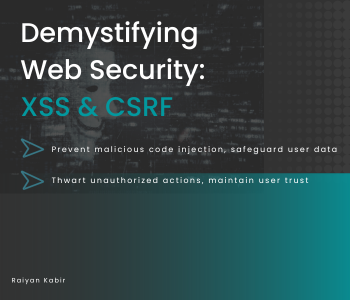 Demystifying
Web Security:
XSS & CSRF
Prevent malicious code injection, safeguard user data
Thwart unauthorized actions, maintain user trust
Raiyan Kabir